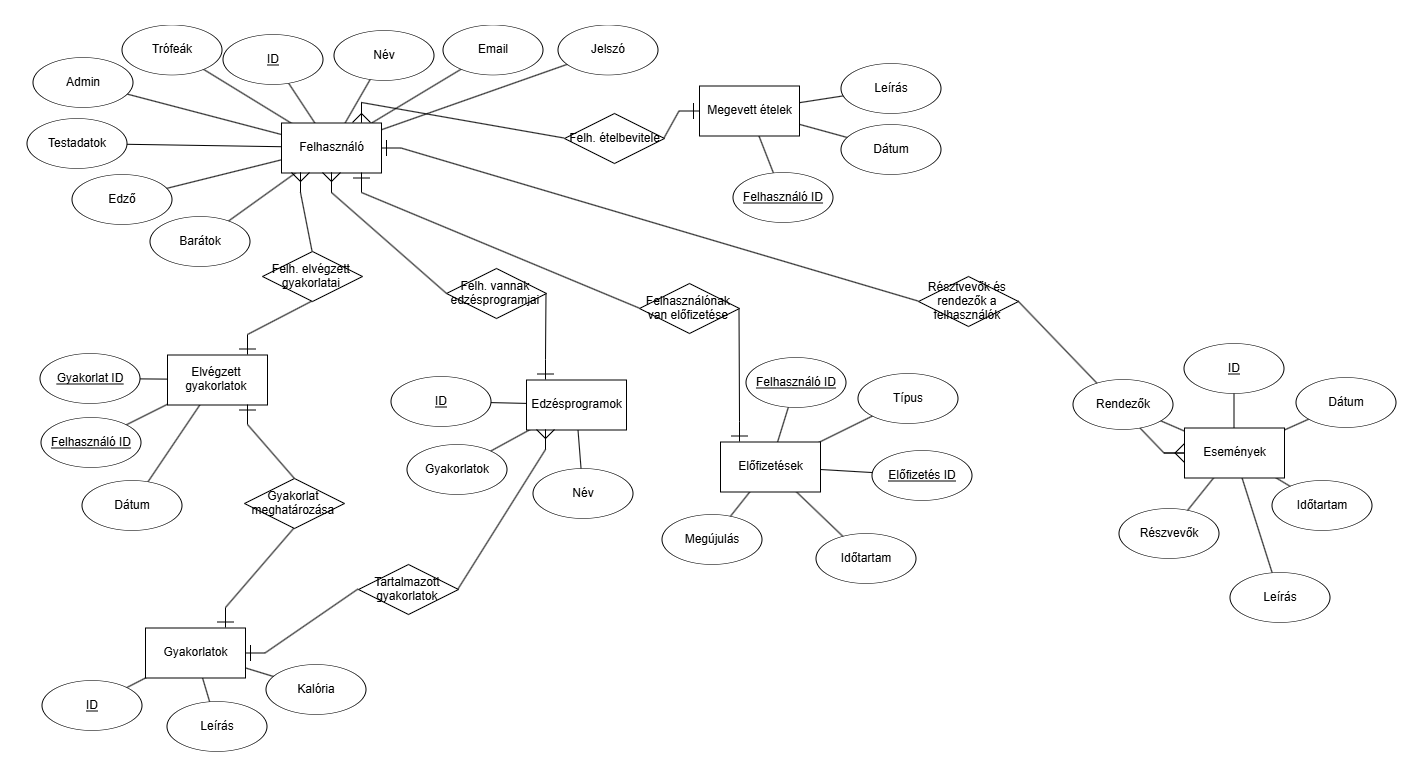 Trófeák
ID
Név
Email
Jelszó
Admin
Testadatok
Edző
Barátok
Felhasználó
Felh. ételbevitele
Megevett ételek
Leírás
Dátum
Felhasználó ID
Felh. elvégzett
gyakorlatai
Felh. vannak
edzésprogramjai
Felhasználónak
van előfizetése
Résztvevők és
rendezők a
felhasználók
Gyakorlat ID
Elvégzett
gyakorlatok
Felhasználó ID
Dátum
ID
Edzésprogramok
Gyakorlatok
Név
Felhasználó ID
Típus
Előfizetések
Előfizetés ID
Megújulás
Időtartam
ID
Rendezők
Dátum
Események
Időtartam
Részvevők
Leírás
Gyakorlat
meghatározása
Tartalmazott
gyakorlatok
Gyakorlatok
ID
Leírás
Kalória